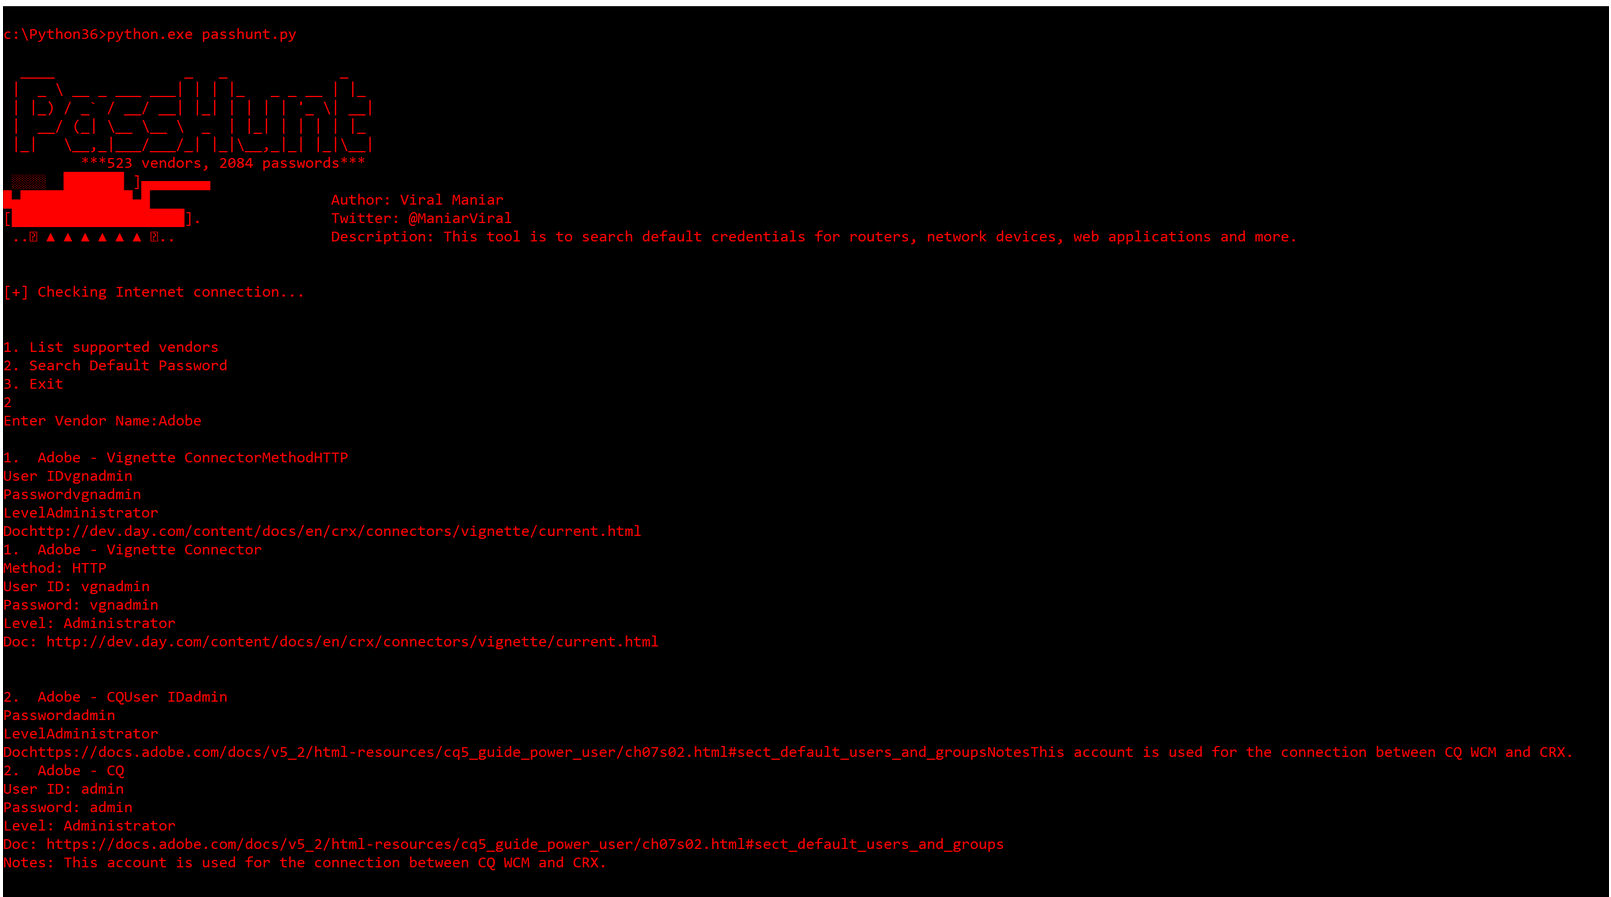 c:\Python36>python.exe passhunt.py
PassHunt
***523 vendors, 2084 passwords***
Author: Viral Maniar
Twitter: @ManiarViral
Description: This tool is to search default credentials for routers, network devices, web applications and more.
[+] Checking Internet connection...
1. List supported vendors
2. Search Default Password
3. Exit
2
Enter Vendor Name:Adobe
1.  Adobe - Vignette ConnectorMethodHTTP
User IDvgnadmin
Passwordvgnadmin
LevelAdministrator
Dochttp://dev.day.com/content/docs/en/crx/connectors/vignette/current.html
1.  Adobe - Vignette Connector
Method: HTTP
User ID: vgnadmin
Password: vgnadmin
Level: Administrator
Doc: http://dev.day.com/content/docs/en/crx/connectors/vignette/current.html
2.  Adobe - CQUser IDadmin
Passwordadmin
LevelAdministrator
Dochttps://docs.adobe.com/docs/v5_2/html-resources/cq5_guide_power_user/ch07s02.html#sect_default_users_and_groupsNotesThis account is used for the connection between CQ WCM and CRX.
2.  Adobe - CQ
User ID: admin
Password: admin
Level: Administrator
Doc: https://docs.adobe.com/docs/v5_2/html-resources/cq5_guide_power_user/ch07s02.html#sect_default_users_and_groups
Notes: This account is used for the connection between CQ WCM and CRX.